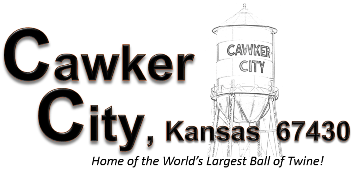 Cawker
City, Kansas 67430
CAWKER
CITY
Home of the World's Largest Ball of Twine!